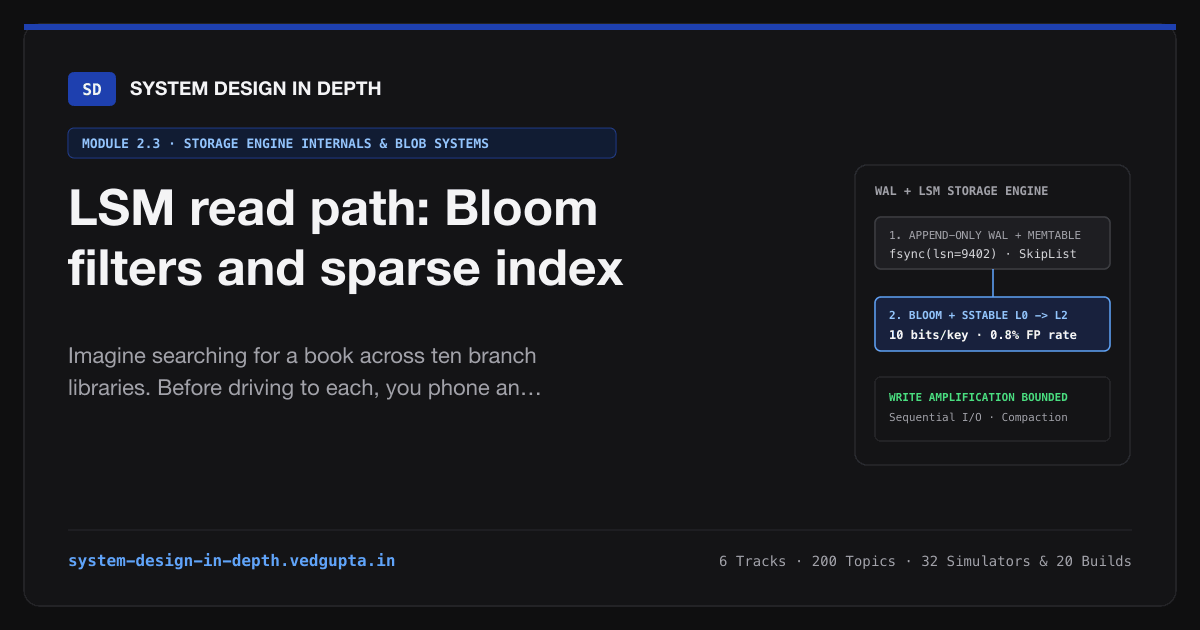 SD SYSTEM DESIGN IN DEPTH
MODULE 2.3 · STORAGE ENGINE INTERNALS & BLOB SYSTEMS
LSM read path: Bloom
filters and sparse index
Imagine searching for a book across ten branch
libraries. Before driving to each, you phone an…
WAL + LSM STORAGE ENGINE
1. APPEND-ONLY WAL + MEMTABLE
fsync(lsn=9402) · SkipList
2. BLOOM + SSTABLE L0 -> L2
10 bits/key · 0.8% FP rate
WRITE AMPLIFICATION BOUNDED
Sequential I/O · Compaction
system-design-in-depth.vedgupta.in
6 Tracks · 200 Topics · 32 Simulators & 20 Builds